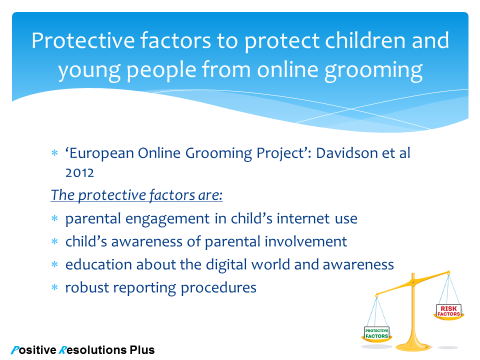 Protective factors to protect children and
young people from online grooming
‘European Online Grooming Project’: Davidson et al
2012
The protective factors are:
parental engagement in child’s internet use
child’s awareness of parental involvement
education about the digital world and awareness
robust reporting procedures
PROTECTIVE
FACTORS
RISK
FACTORS
Positive Resolutions Plus